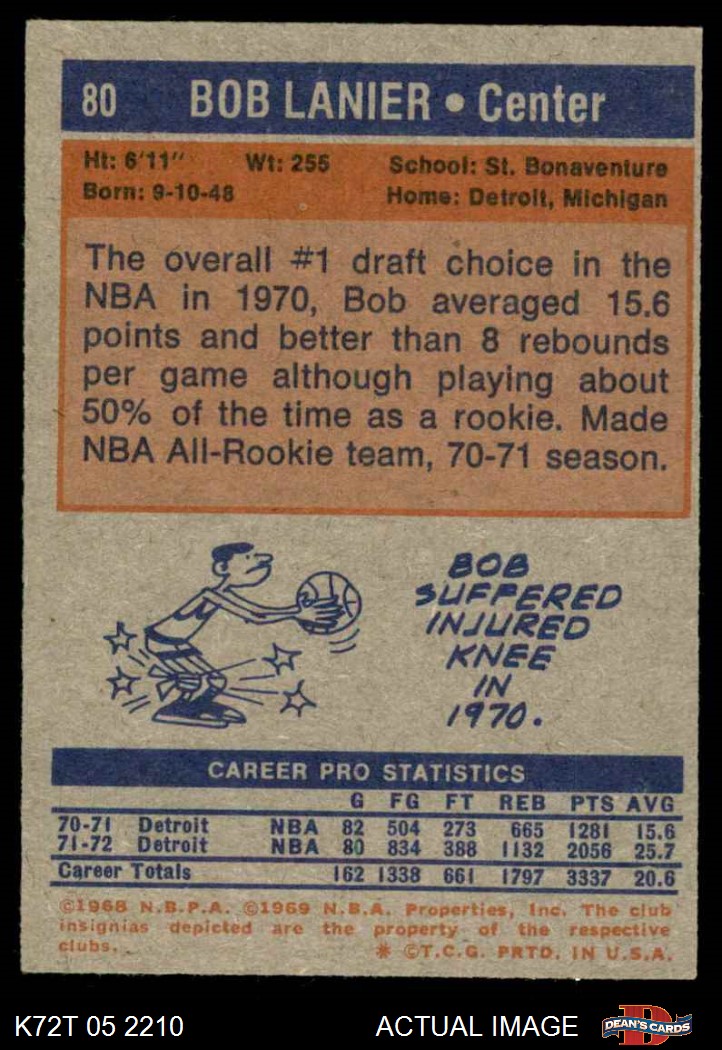 80 BOB LANIER • Center
Ht: 6'11" Wt: 255 School: St. Bonaventure
Born: 9-10-48 Home: Detroit, Michigan
The overall #1 draft choice in the
NBA in 1970, Bob averaged 15.6
points and better than 8 rebounds
per game although playing about
50% of the time as a rookie. Made
NBA All-Rookie team, 70-71 season.
BOB
SUFFERED
INJURED
KNEE
IN
1970.
CAREER PRO STATISTICS
G FG FT REB PTS AVG
70-71 Detroit NBA 82 504 273 665 1281 15.6
71-72 Detroit NBA 80 834 388 1132 2056 25.7
Career Totals 162 1338 661 1797 3337 20.6
©1968 N.B.P.A. ©1969 N.B.A. Properties, Inc. The club
insignias depicted are the property of the respective
clubs. * ©T.C.G. PRTD. IN U.S.A.
K72T 05 2210 ACTUAL IMAGE D DEAN'S CARDS